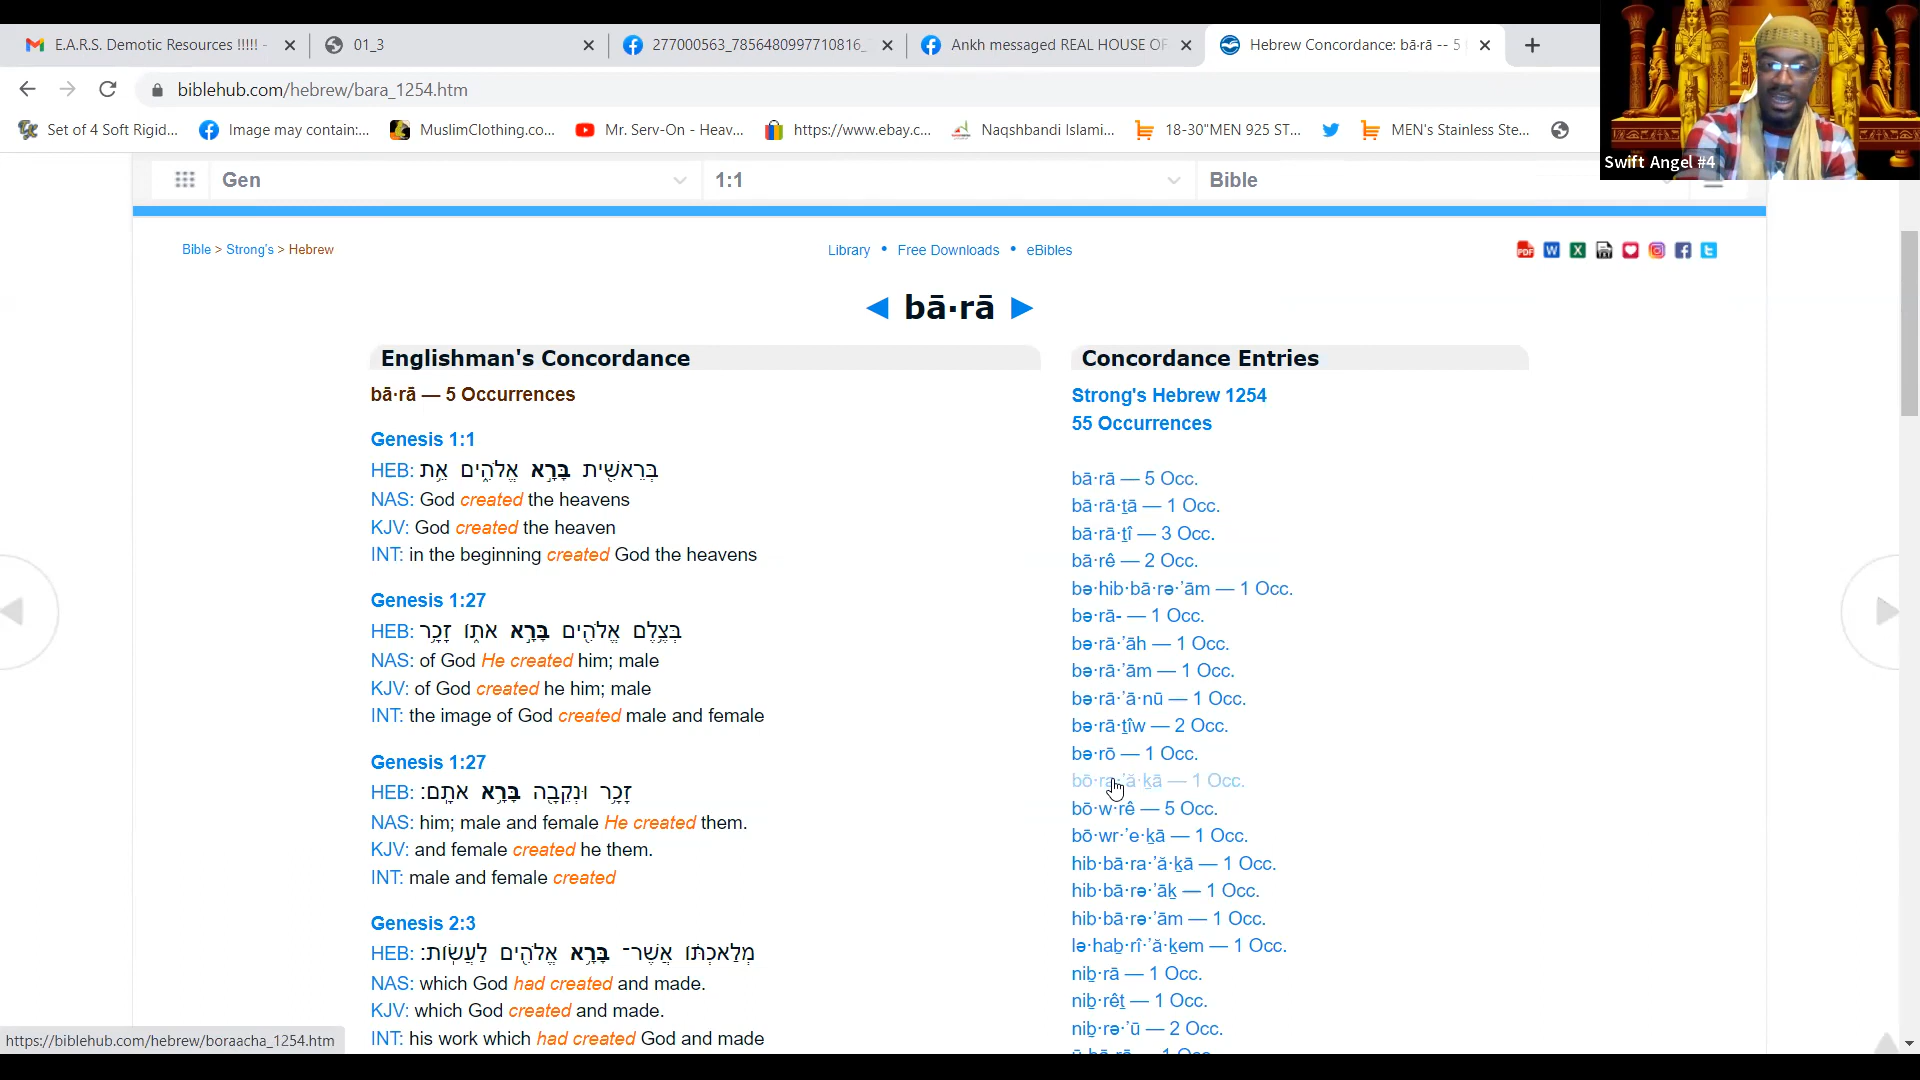 E.A.R.S. Demotic Resources !!!!! -
01_3
277000563_7856480997710816_
Ankh messaged REAL HOUSE OF
Hebrew Concordance: bā·rā -- 5
biblehub.com/hebrew/bara_1254.htm
Set of 4 Soft Rigid...
Image may contain:...
MuslimClothing.co...
Mr. Serv-On - Heav...
https://www.ebay.c...
Naqshbandi Islami...
18-30"MEN 925 ST...
MEN's Stainless Ste...
Swift Angel #4
Gen
1:1
Bible
Bible > Strong's > Hebrew
Library • Free Downloads • eBibles
◄ bā·rā ►
Englishman's Concordance
bā·rā — 5 Occurrences
Genesis 1:1
HEB: בְּרֵאשִׁ֖ית בָּרָ֣א אֱלֹהִ֑ים אֵ֥ת
NAS: God created the heavens
KJV: God created the heaven
INT: in the beginning created God the heavens
Genesis 1:27
HEB: בְּצֶ֥לֶם אֱלֹהִ֖ים בָּרָ֣א אֹת֑וֹ זָכָ֥ר
NAS: of God He created him; male
KJV: of God created he him; male
INT: the image of God created male and female
Genesis 1:27
HEB: זָכָ֥ר וּנְקֵבָ֖ה בָּרָ֥א אֹתָֽם׃
NAS: him; male and female He created them.
KJV: and female created he them.
INT: male and female created
Genesis 2:3
HEB: מְלַאכְתּ֔וֹ אֲשֶׁר־ בָּרָ֥א אֱלֹהִ֖ים לַעֲשֽׂוֹת׃
NAS: which God had created and made.
KJV: which God created and made.
INT: his work which had created God and made
Concordance Entries
Strong's Hebrew 1254
55 Occurrences
bā·rā — 5 Occ.
bā·rā·ṯā — 1 Occ.
bā·rā·ṯî — 3 Occ.
bā·rê — 2 Occ.
bə·hib·bā·rə·'ām — 1 Occ.
bə·rā- — 1 Occ.
bə·rā·'āh — 1 Occ.
bə·rā·'ām — 1 Occ.
bə·rā·'ā·nū — 1 Occ.
bə·rā·ṯîw — 2 Occ.
bə·rō — 1 Occ.
bō·ra·'ă·ḵā — 1 Occ.
bō·w·rê — 5 Occ.
bō·wr·'e·ḵā — 1 Occ.
hib·bā·ra·'ă·ḵā — 1 Occ.
hib·bā·rə·'āḵ — 1 Occ.
hib·bā·rə·'ām — 1 Occ.
lə·haḇ·rî·'ă·ḵem — 1 Occ.
niḇ·rā — 1 Occ.
niḇ·rêṯ — 1 Occ.
niḇ·rə·'ū — 2 Occ.
https://biblehub.com/hebrew/boraacha_1254.htm